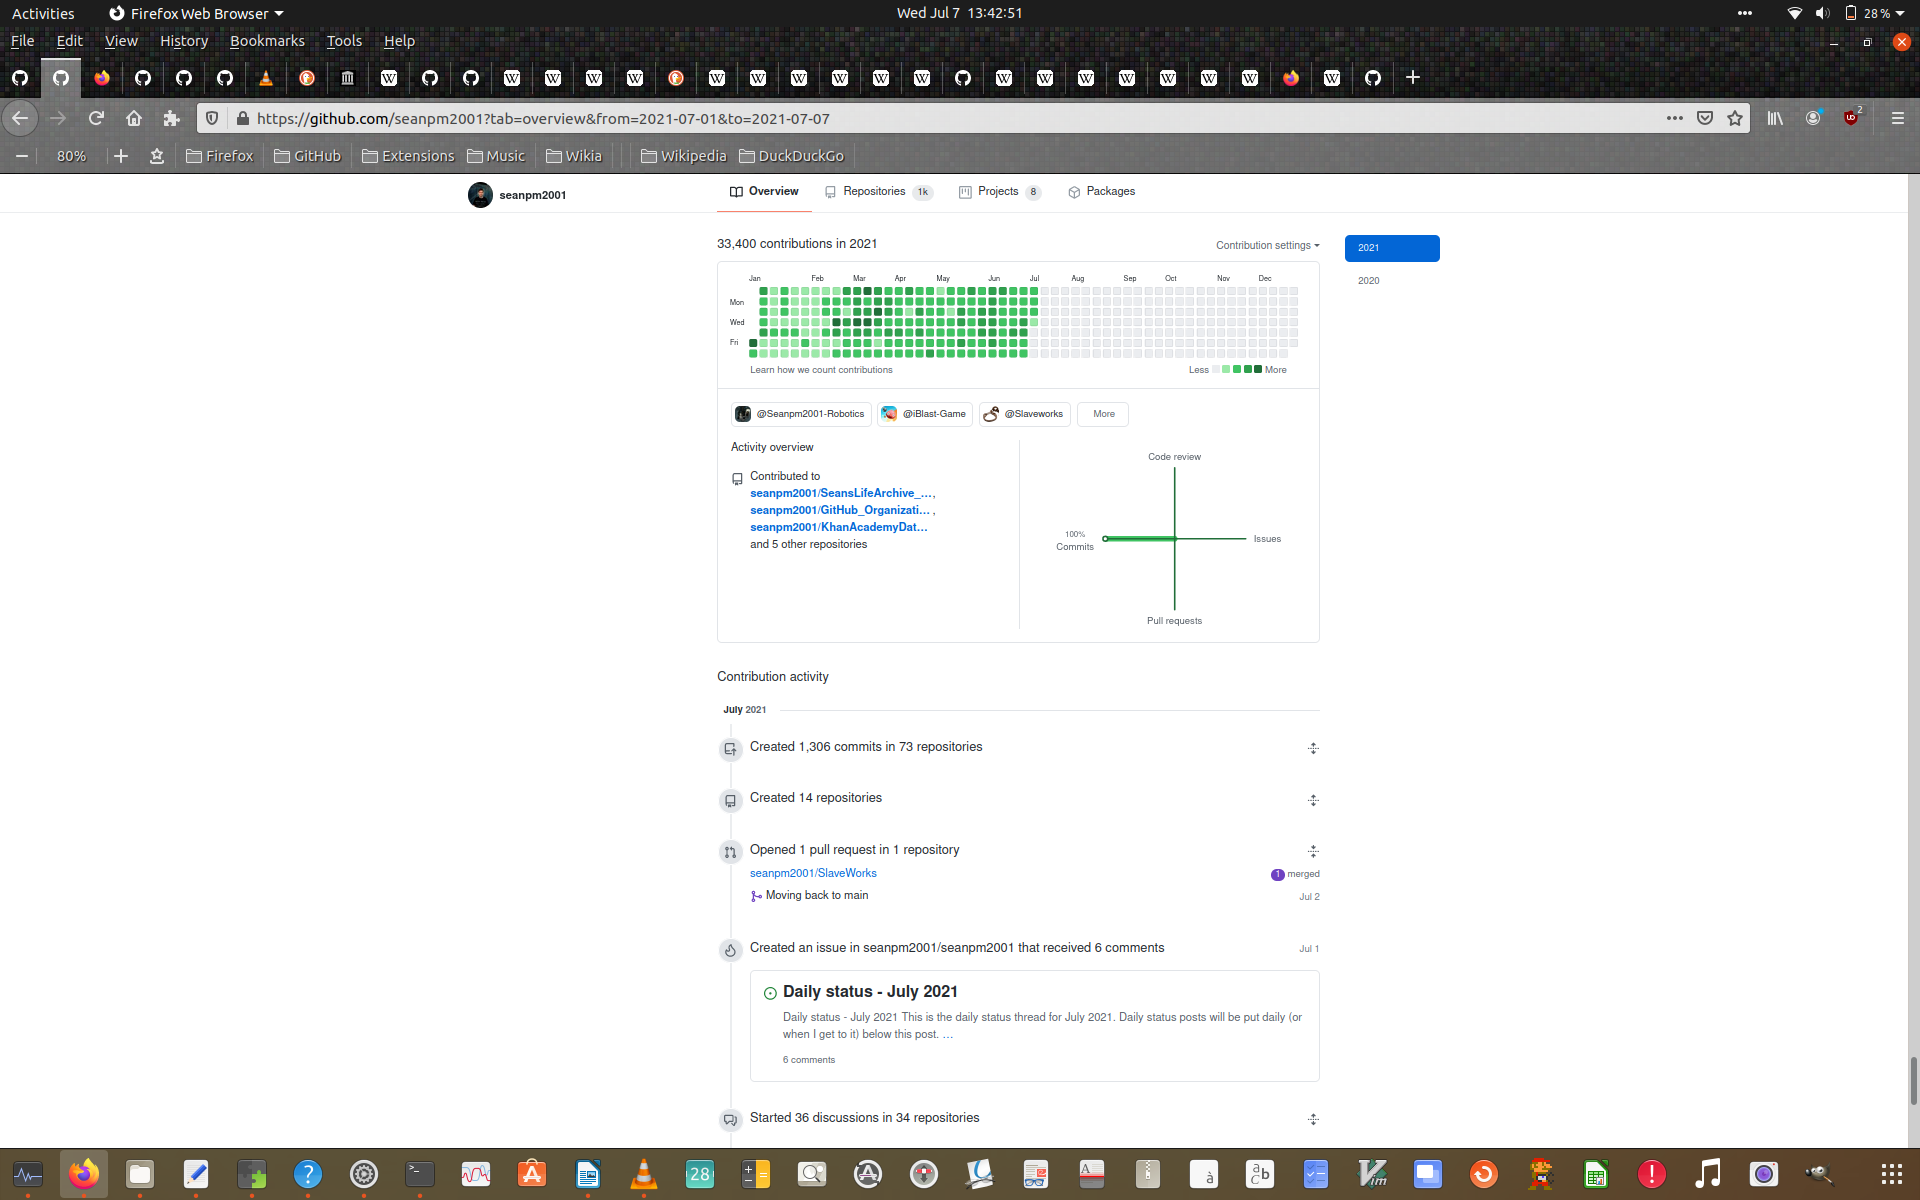 Activities
Firefox Web Browser
Wed Jul 7 13:42:51
28 %
File Edit View History Bookmarks Tools Help
https://github.com/seanpm2001?tab=overview&from=2021-07-01&to=2021-07-07
2
80%
Firefox
GitHub
Extensions
Music
Wikia
Wikipedia
DuckDuckGo
seanpm2001
Overview
Repositories 1k
Projects 8
Packages
33,400 contributions in 2021
Contribution settings
2021
2020
Jan Feb Mar Apr May Jun Jul Aug Sep Oct Nov Dec
Mon
Wed
Fri
Learn how we count contributions
Less
More
@Seanpm2001-Robotics
@iBlast-Game
@Slaveworks
More
Activity overview
Contributed to
seanpm2001/SeansLifeArchive_…,
seanpm2001/GitHub_Organizati… ,
seanpm2001/KhanAcademyDat…
and 5 other repositories
Code review
100%
Commits
Issues
Pull requests
Contribution activity
July 2021
Created 1,306 commits in 73 repositories
Created 14 repositories
Opened 1 pull request in 1 repository
seanpm2001/SlaveWorks
1 merged
Moving back to main
Jul 2
Created an issue in seanpm2001/seanpm2001 that received 6 comments
Jul 1
Daily status - July 2021
Daily status - July 2021 This is the daily status thread for July 2021. Daily status posts will be put daily (or
when I get to it) below this post. …
6 comments
Started 36 discussions in 34 repositories
28